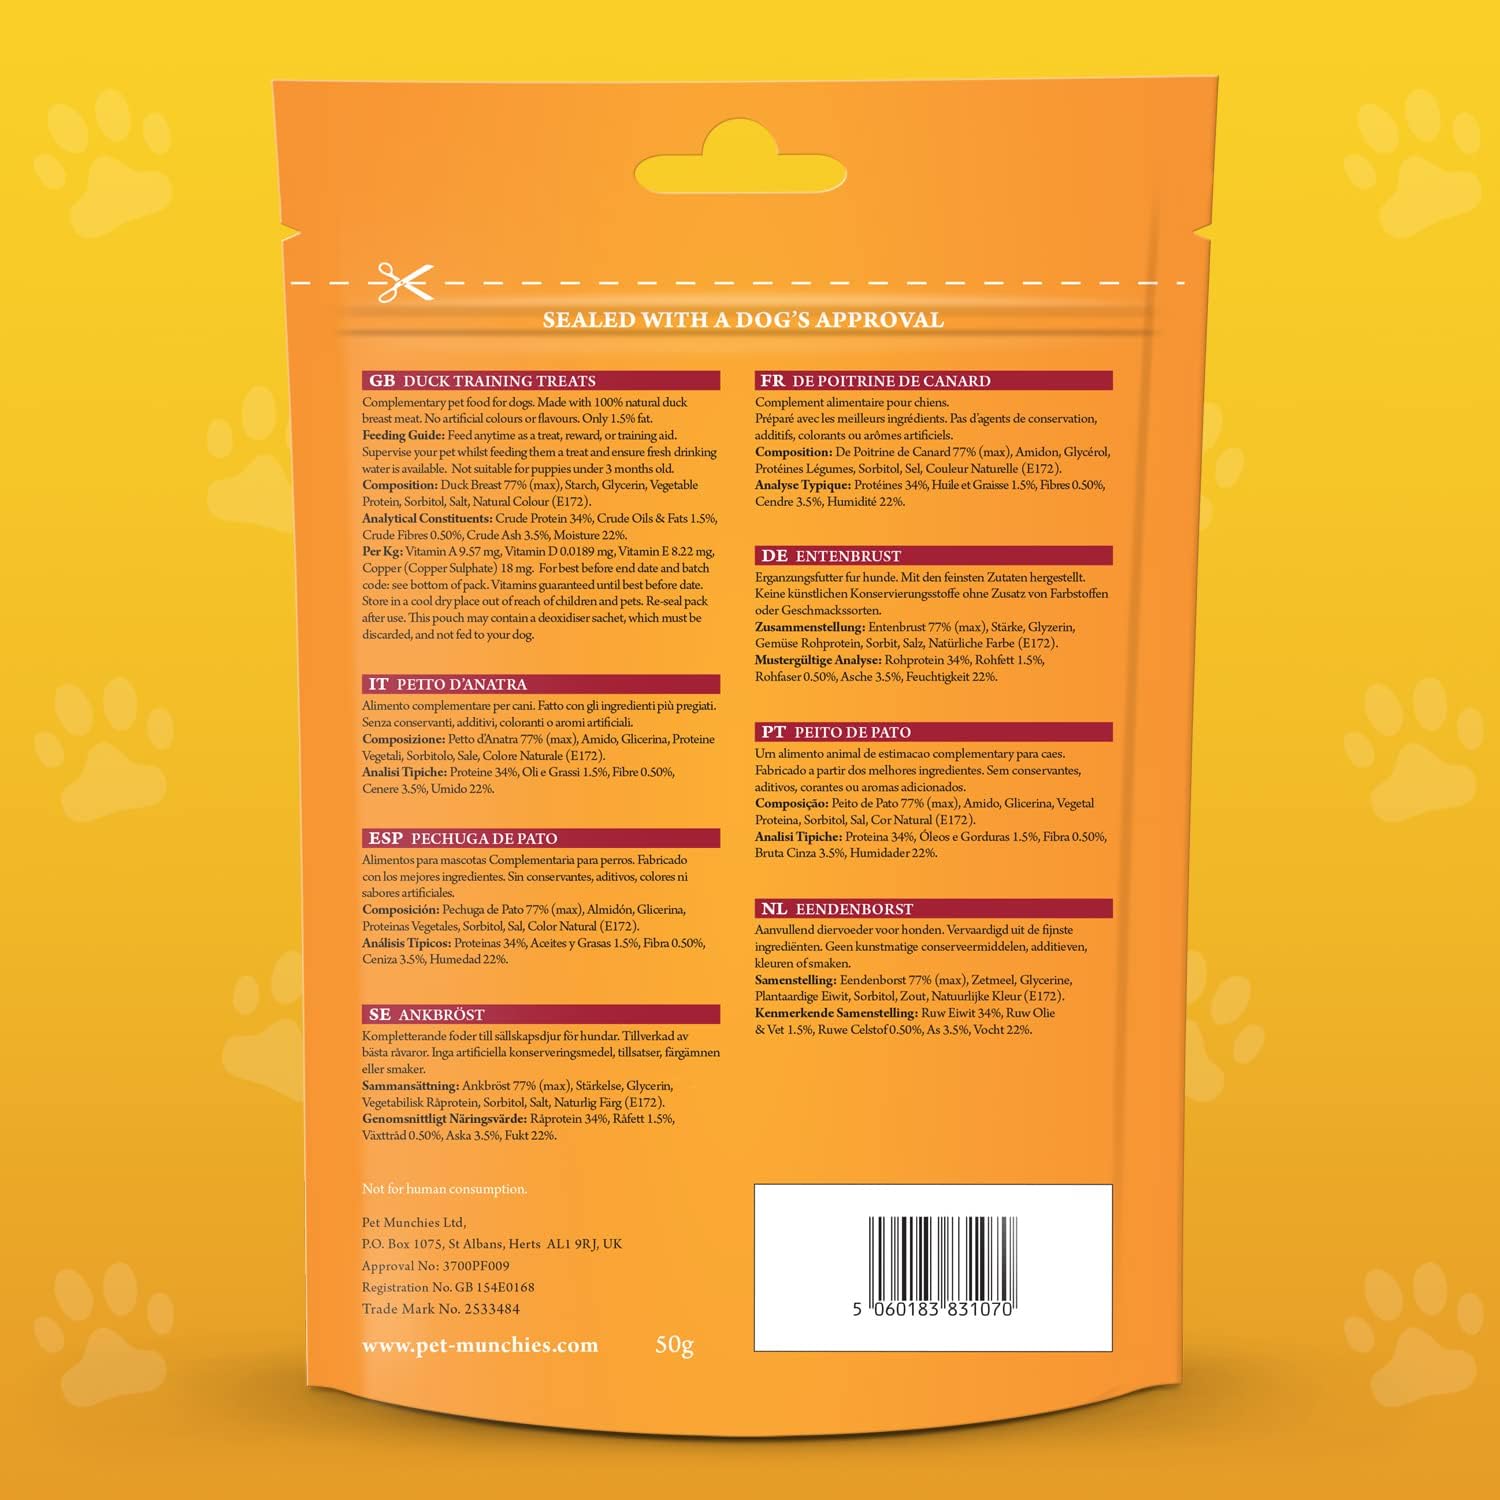 SEALED WITH A DOG'S APPROVAL
GB DUCK TRAINING TREATS
Complementary pet food for dogs. Made with 100% natural duck
breast meat. No artificial colours or flavours. Only 1.5% fat.
Feeding Guide: Feed anytime as a treat, reward, or training aid.
Supervise your pet whilst feeding them a treat and ensure fresh drinking
water is available. Not suitable for puppies under 3 months old.
Composition: Duck Breast 77% (max), Starch, Glycerin, Vegetable
Protein, Sorbitol, Salt, Natural Colour (E172).
Analytical Constituents: Crude Protein 34%, Crude Oils & Fats 1.5%,
Crude Fibres 0.50%, Crude Ash 3.5%, Moisture 22%.
Per Kg: Vitamin A 9.57 mg, Vitamin D 0.0189 mg, Vitamin E 8.22 mg,
Copper (Copper Sulphate) 18 mg. For best before end date and batch
code: see bottom of pack. Vitamins guaranteed until best before date.
Store in a cool dry place out of reach of children and pets. Re-seal pack
after use. This pouch may contain a deoxidiser sachet, which must be
discarded, and not fed to your dog.
IT PETTO D'ANATRA
Alimento complementare per cani. Fatto con gli ingredienti più pregiati.
Senza conservanti, additivi, coloranti o aromi artificiali.
Composizione: Petto d'Anatra 77% (max), Amido, Glicerina, Proteine
Vegetali, Sorbitolo, Sale, Colore Naturale (E172).
Analisi Tipiche: Proteine 34%, Oli e Grassi 1.5%, Fibre 0.50%,
Cenere 3.5%, Umido 22%.
ESP PECHUGA DE PATO
Alimentos para mascotas Complementaria para perros. Fabricado
con los mejores ingredientes. Sin conservantes, aditivos, colores ni
sabores artificiales.
Composición: Pechuga de Pato 77% (max), Almidón, Glicerina,
Proteinas Vegetales, Sorbitol, Sal, Color Natural (E172).
Análisis Típicos: Proteinas 34%, Aceites y Grasas 1.5%, Fibra 0.50%,
Ceniza 3.5%, Humedad 22%.
SE ANKBRÖST
Kompletterande foder till sällskapsdjur för hundar. Tillverkad av
bästa råvaror. Inga artificiella konserveringsmedel, tillsatser, färgämnen
eller smaker.
Sammansättning: Ankbröst 77% (max), Stärkelse, Glycerin,
Vegetabilisk Råprotein, Sorbitol, Salt, Naturlig Färg (E172).
Genomsnittligt Näringsvärde: Råprotein 34%, Råfett 1.5%,
Växttråd 0.50%, Aska 3.5%, Fukt 22%.
FR DE POITRINE DE CANARD
Complement alimentaire pour chiens.
Préparé avec les meilleurs ingrédients. Pas d'agents de conservation,
additifs, colorants ou arômes artificiels.
Composition: De Poitrine de Canard 77% (max), Amidon, Glycérol,
Protéines Légumes, Sorbitol, Sel, Couleur Naturelle (E172).
Analyse Typique: Protéines 34%, Huile et Graisse 1.5%, Fibres 0.50%,
Cendre 3.5%, Humidité 22%.
DE ENTENBRUST
Erganzungsfutter fur hunde. Mit den feinsten Zutaten hergestellt.
Keine künstlichen Konservierungsstoffe ohne Zusatz von Farbstoffen
oder Geschmackssorten.
Zusammenstellung: Entenbrust 77% (max), Stärke, Glyzerin,
Gemüse Rohprotein, Sorbit, Salz, Natürliche Farbe (E172).
Mustergültige Analyse: Rohprotein 34%, Rohfett 1.5%,
Rohfaser 0.50%, Asche 3.5%, Feuchtigkeit 22%.
PT PEITO DE PATO
Um alimento animal de estimacao complementary para caes.
Fabricado a partir dos melhores ingredientes. Sem conservantes,
aditivos, corantes ou aromas adicionados.
Composição: Peito de Pato 77% (max), Amido, Glicerina, Vegetal
Proteina, Sorbitol, Sal, Cor Natural (E172).
Analisi Tipiche: Proteina 34%, Óleos e Gorduras 1.5%, Fibra 0.50%,
Bruta Cinza 3.5%, Humidader 22%.
NL EENDENBORST
Aanvullend diervoeder voor honden. Vervaardigd uit de fijnste
ingrediënten. Geen kunstmatige conserveermiddelen, additieven,
kleuren of smaken.
Samenstelling: Eendenborst 77% (max), Zetmeel, Glycerine,
Plantaardige Eiwit, Sorbitol, Zout, Natuurlijke Kleur (E172).
Kenmerkende Samenstelling: Ruw Eiwit 34%, Ruw Olie
& Vet 1.5%, Ruwe Celstof 0.50%, As 3.5%, Vocht 22%.
Not for human consumption.
Pet Munchies Ltd,
P.O. Box 1075, St Albans, Herts AL1 9RJ, UK
Approval No: 3700PF009
Registration No. GB 154E0168
Trade Mark No. 2533484
www.pet-munchies.com 50g
5 060183 831070